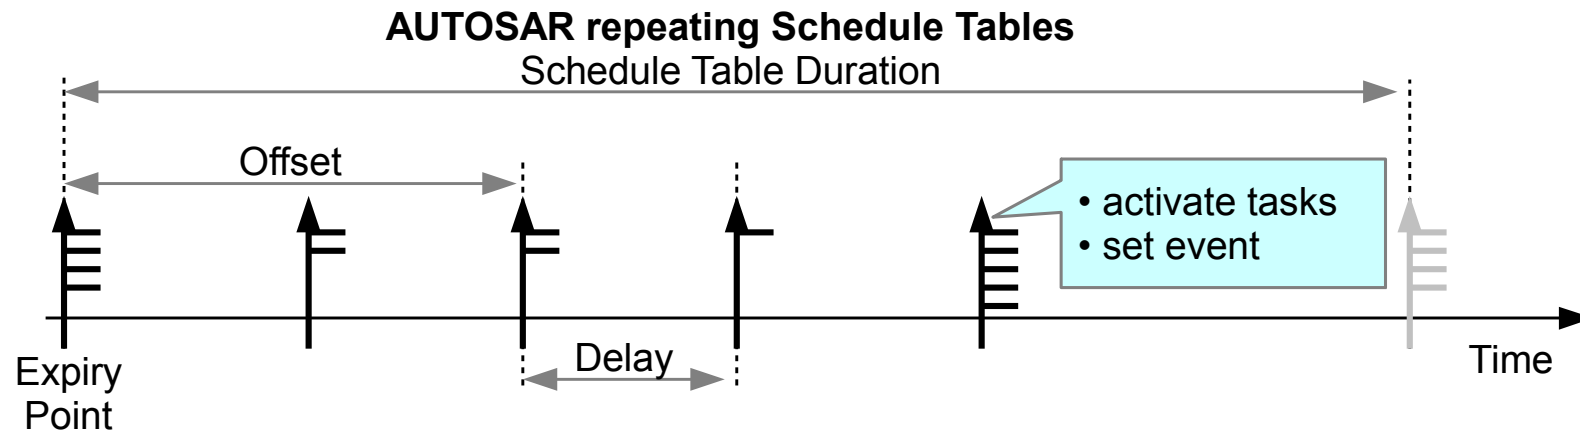 AUTOSAR repeating Schedule Tables
Schedule Table Duration
Offset
• activate tasks
• set event
Delay
Expiry
Point
Time